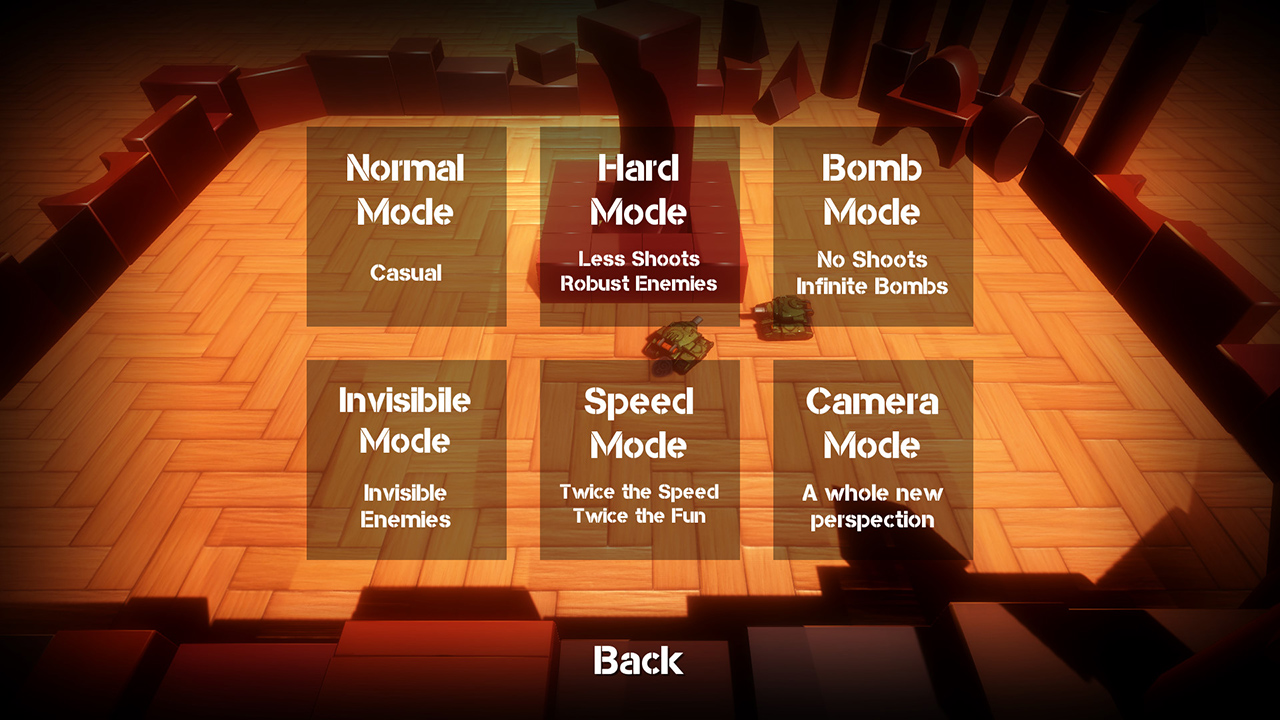 Normal
Mode
Casual
Hard
Mode
Less Shoots
Robust Enemies
Bomb
Mode
No Shoots
Infinite Bombs
Invisibile
Mode
Invisible
Enemies
Speed
Mode
Twice the Speed
Twice the Fun
Camera
Mode
A whole new
perspection
Back